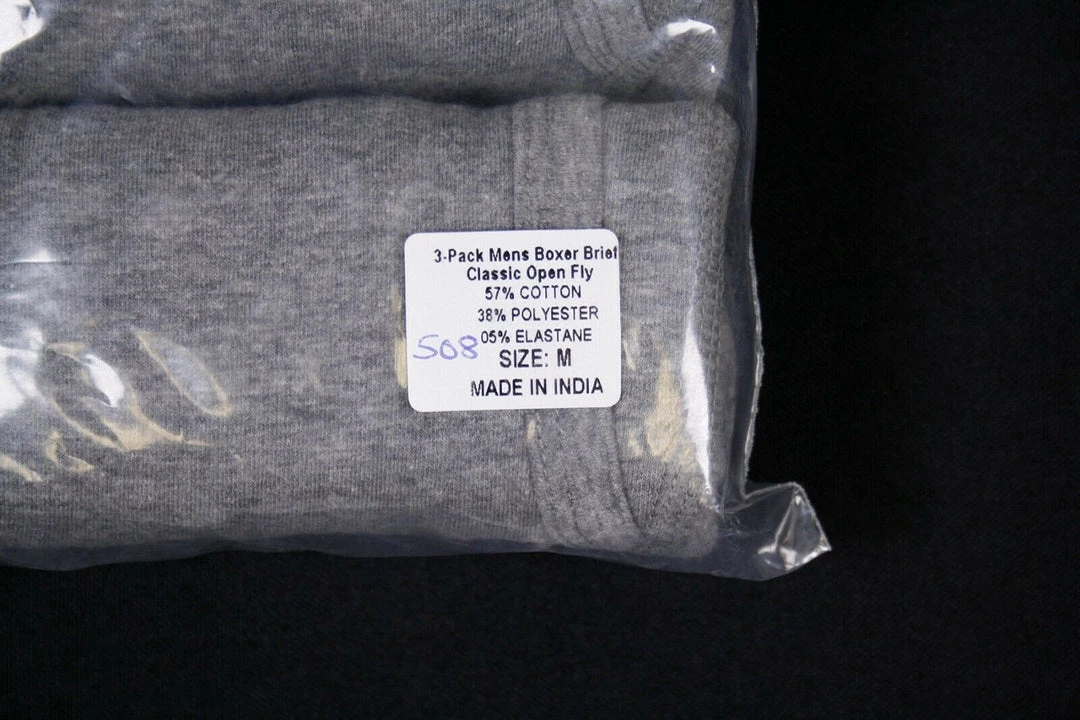 3-Pack Mens Boxer Brief
Classic Open Fly
57% COTTON
38% POLYESTER
05% ELASTANE
508
SIZE: M
MADE IN INDIA